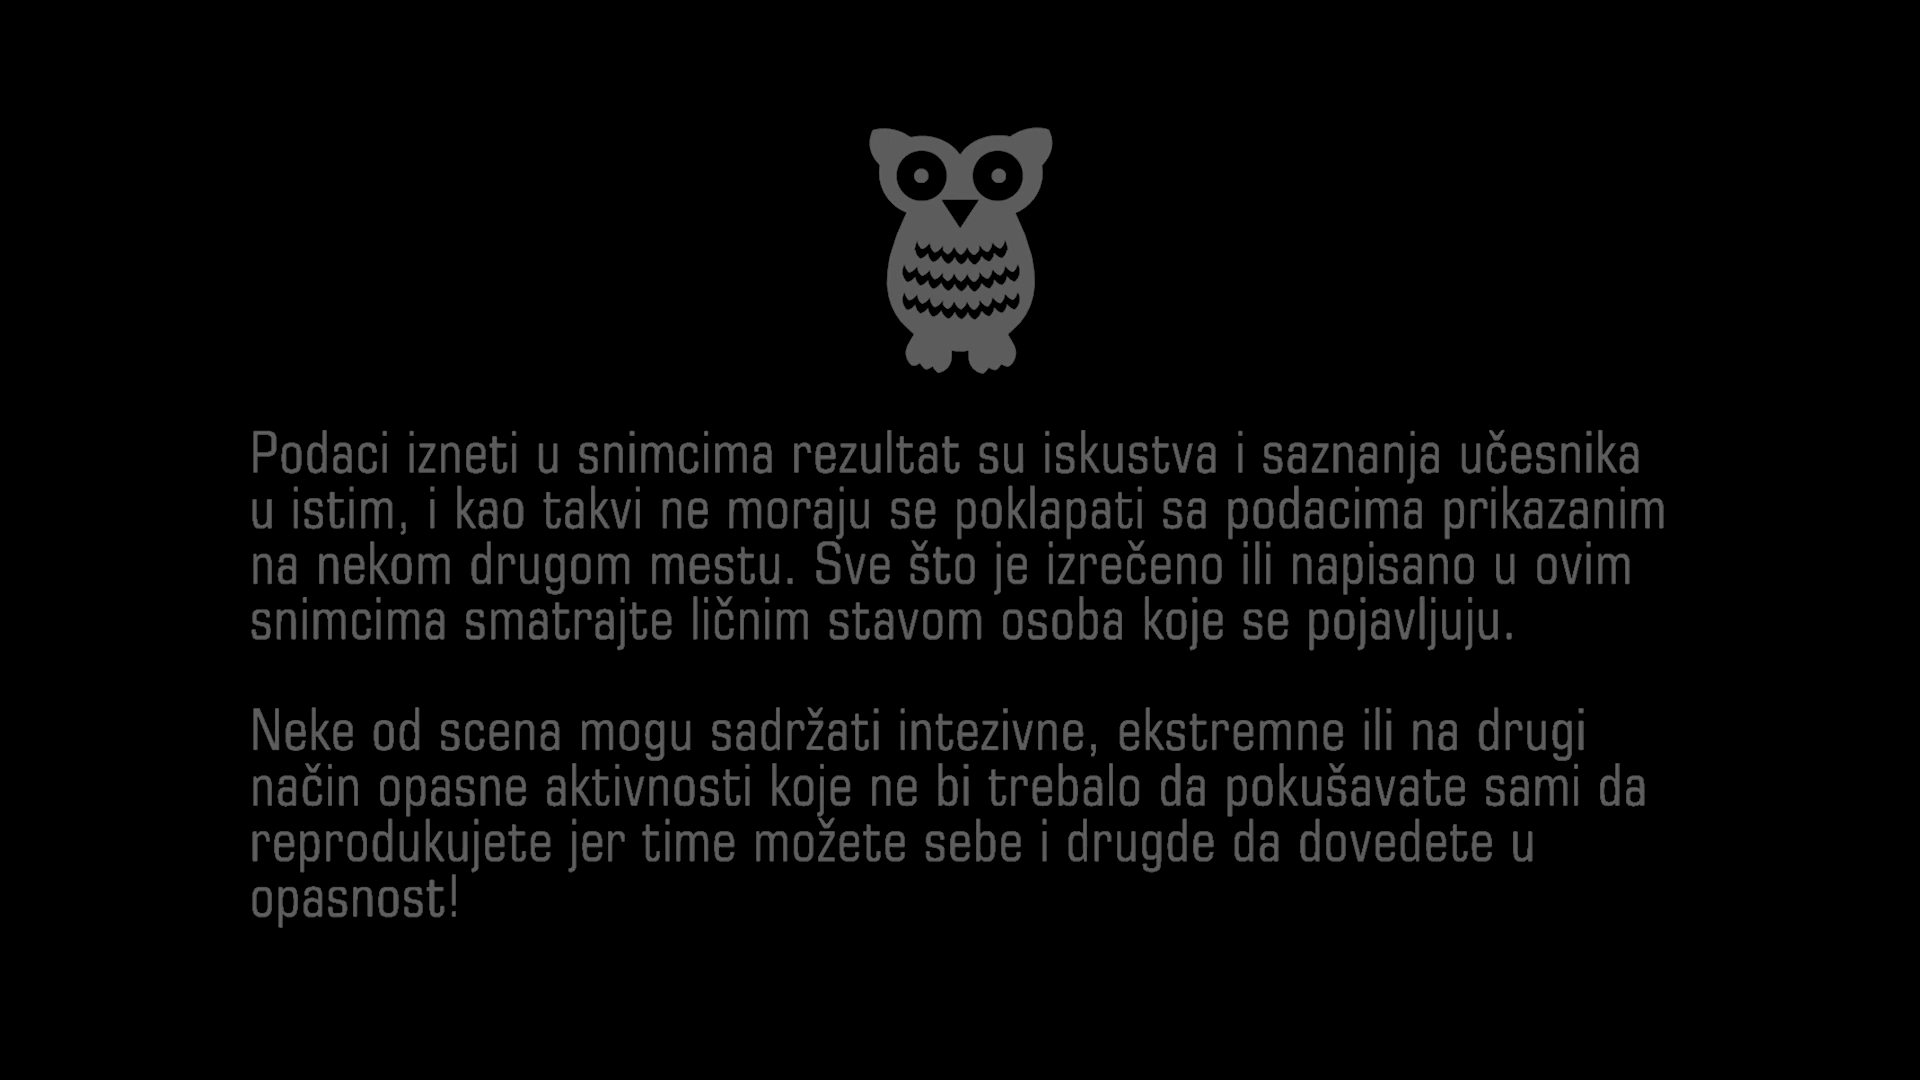 Podaci izneti u snimcima rezultat su iskustva i saznanja učesnika
u istim, i kao takvi ne moraju se poklapati sa podacima prikazanim
na nekom drugom mestu. Sve što je izrečeno ili napisano u ovim
snimcima smatrajte ličnim stavom osoba koje se pojavljuju.
Neke od scena mogu sadržati intezivne, ekstremne ili na drugi
način opasne aktivnosti koje ne bi trebalo da pokušavate sami da
reprodukujete jer time možete sebe i drugde da dovedete u
opasnost!